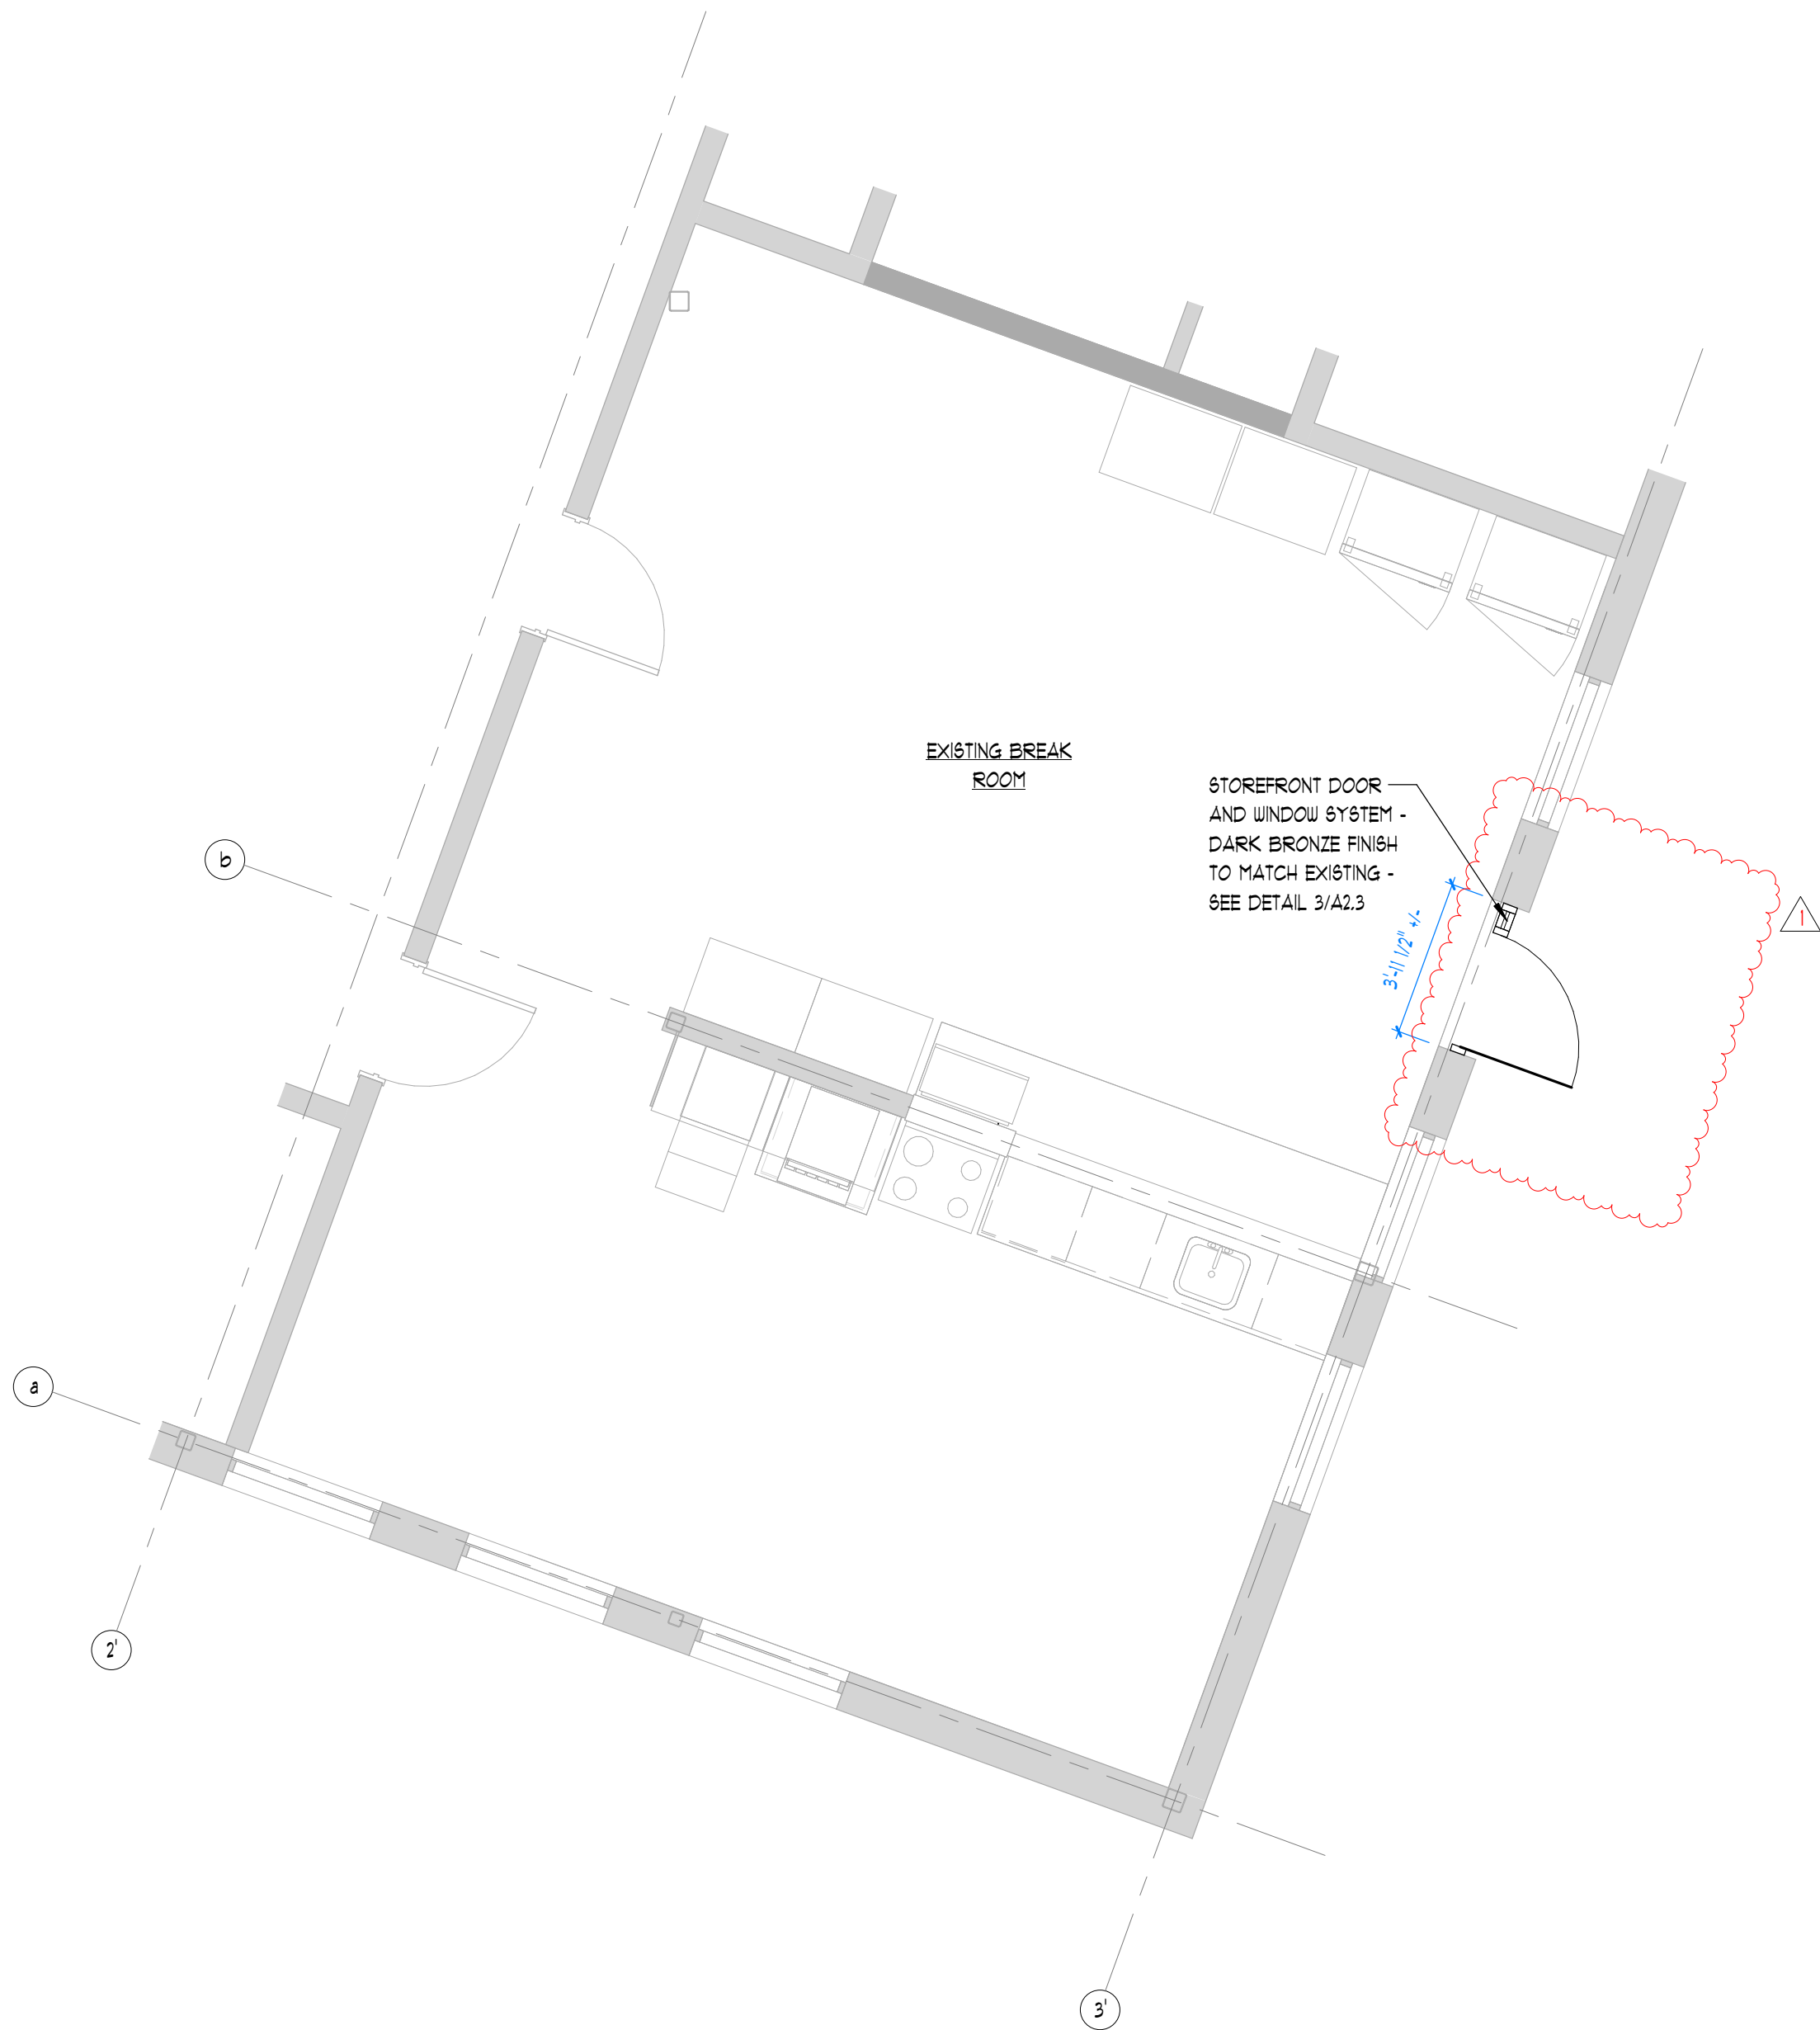 EXISTING BREAK
ROOM
STOREFRONT DOOR
AND WINDOW SYSTEM -
DARK BRONZE FINISH
TO MATCH EXISTING -
SEE DETAIL 3/A2.3
b
3'-11 1/2" +/-
1
a
2'
3'